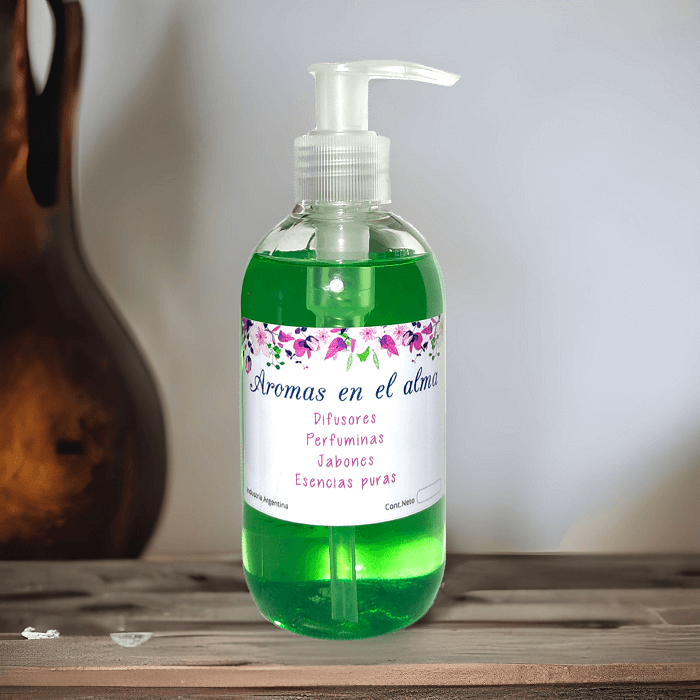 Aromas en el alma
Difusores
Perfuminas
Jabones
Esencias puras
Industria Argentina
Cont.Neto